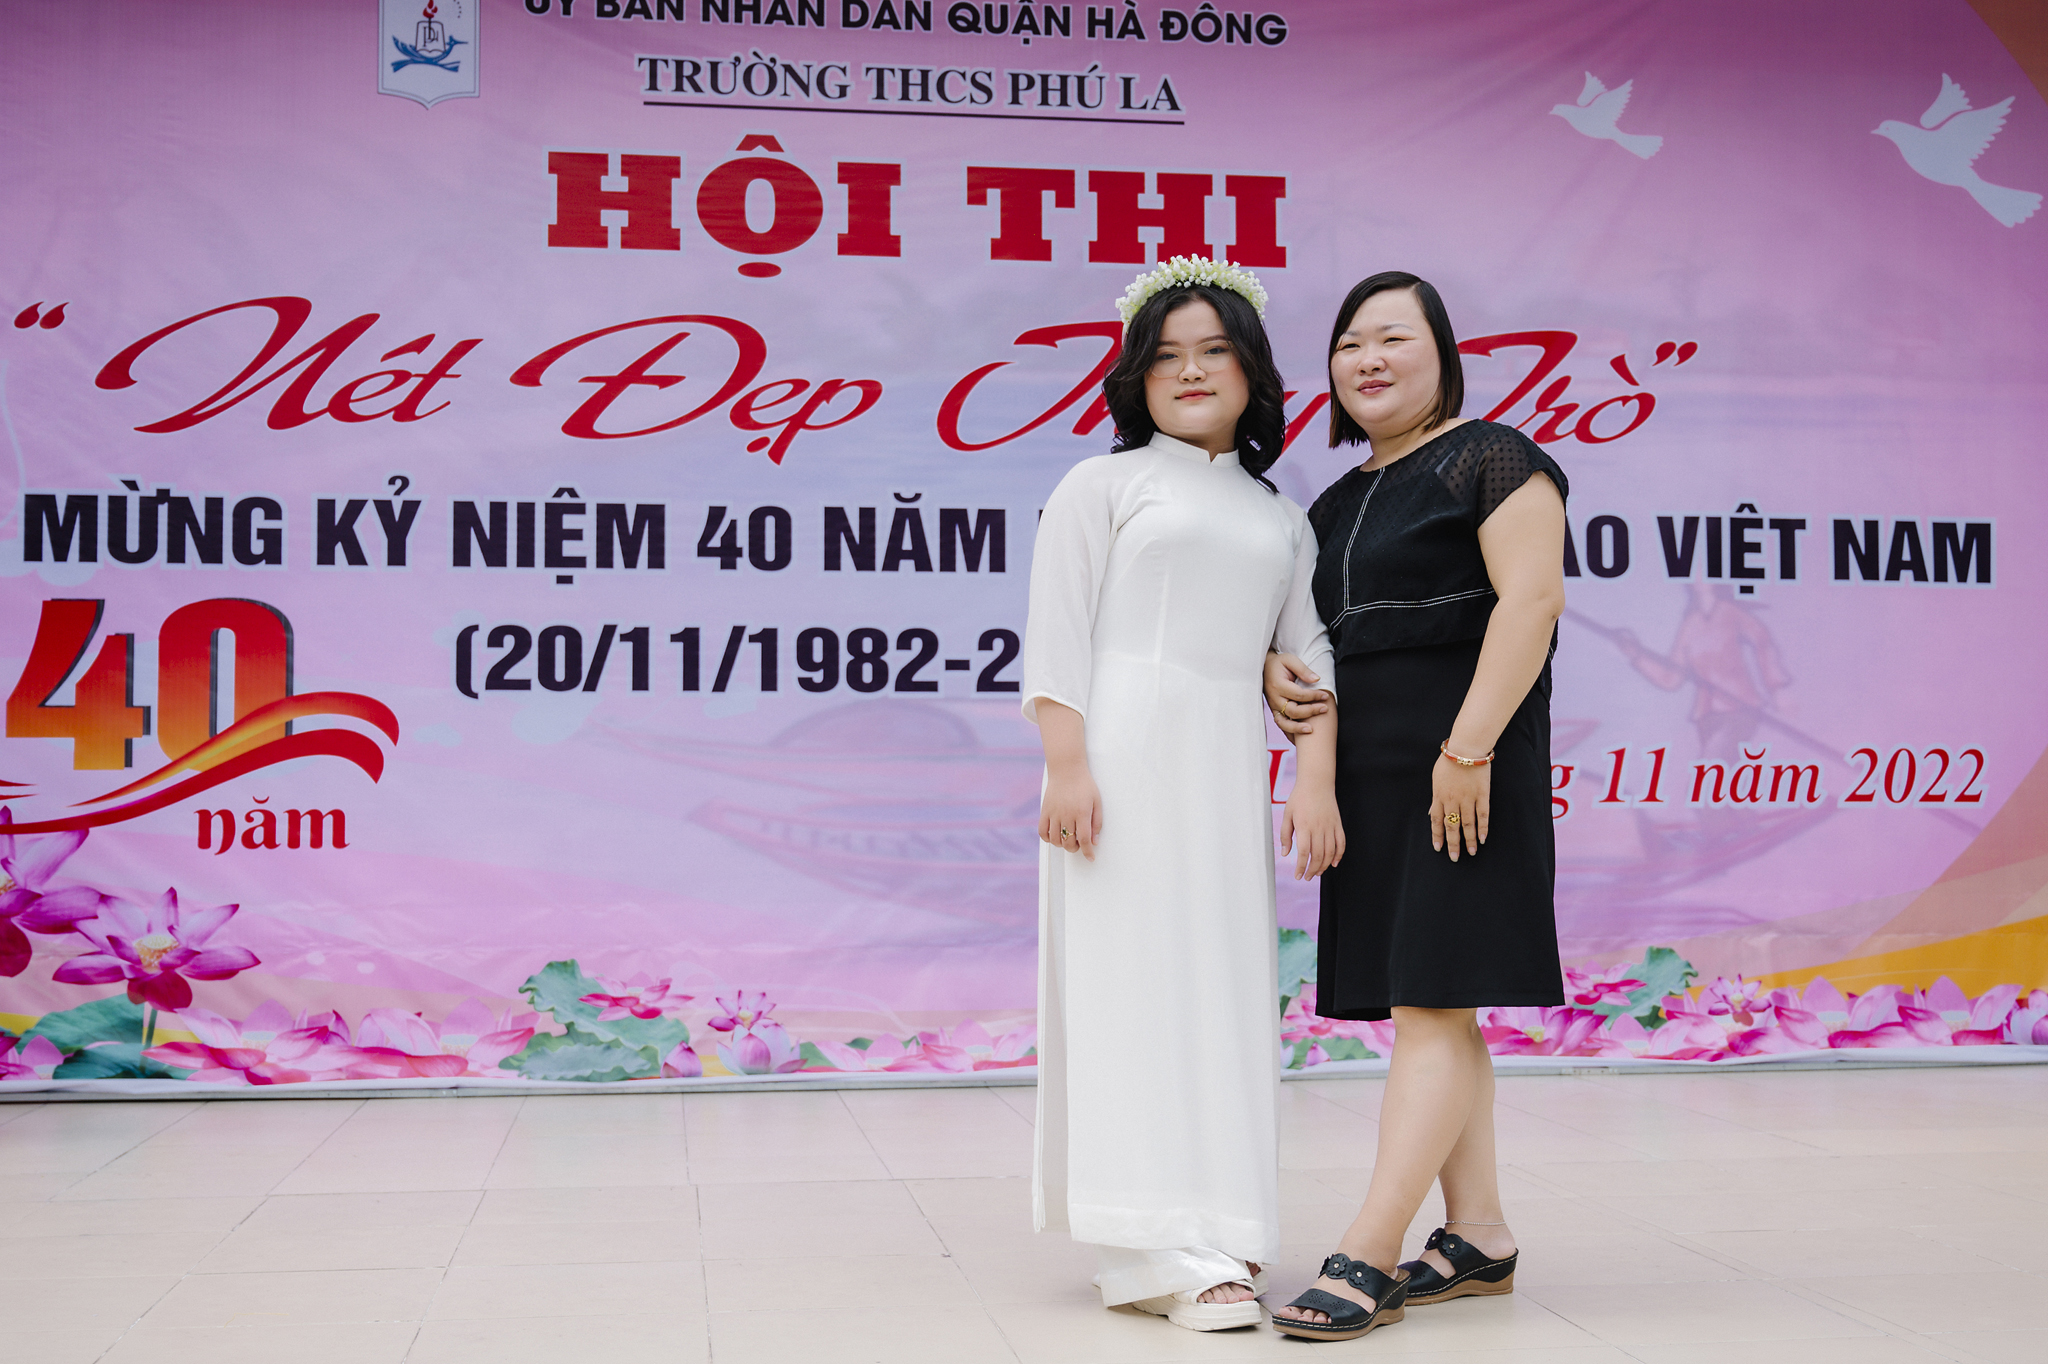 ỦY BAN NHÂN DÂN QUẬN HÀ ĐÔNG
TRƯỜNG THCS PHÚ LA
HỘI THI
“Nét Đẹp Trò”
MỪNG KỶ NIỆM 40 NĂM VIỆT NAM
(20/11/1982-2
40
năm
11 năm 2022